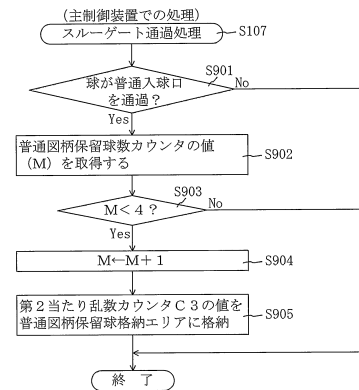 (主制御装置での処理)
スルーゲート通過処理
S107
球が普通入球口
を通過？
S901
No
Yes
普通図柄保留球数カウンタの値
(M) を取得する
S902
M＜4？
S903
No
Yes
M←M＋1
S904
第2当たり乱数カウンタC3の値を
普通図柄保留球格納エリアに格納
S905
終 了